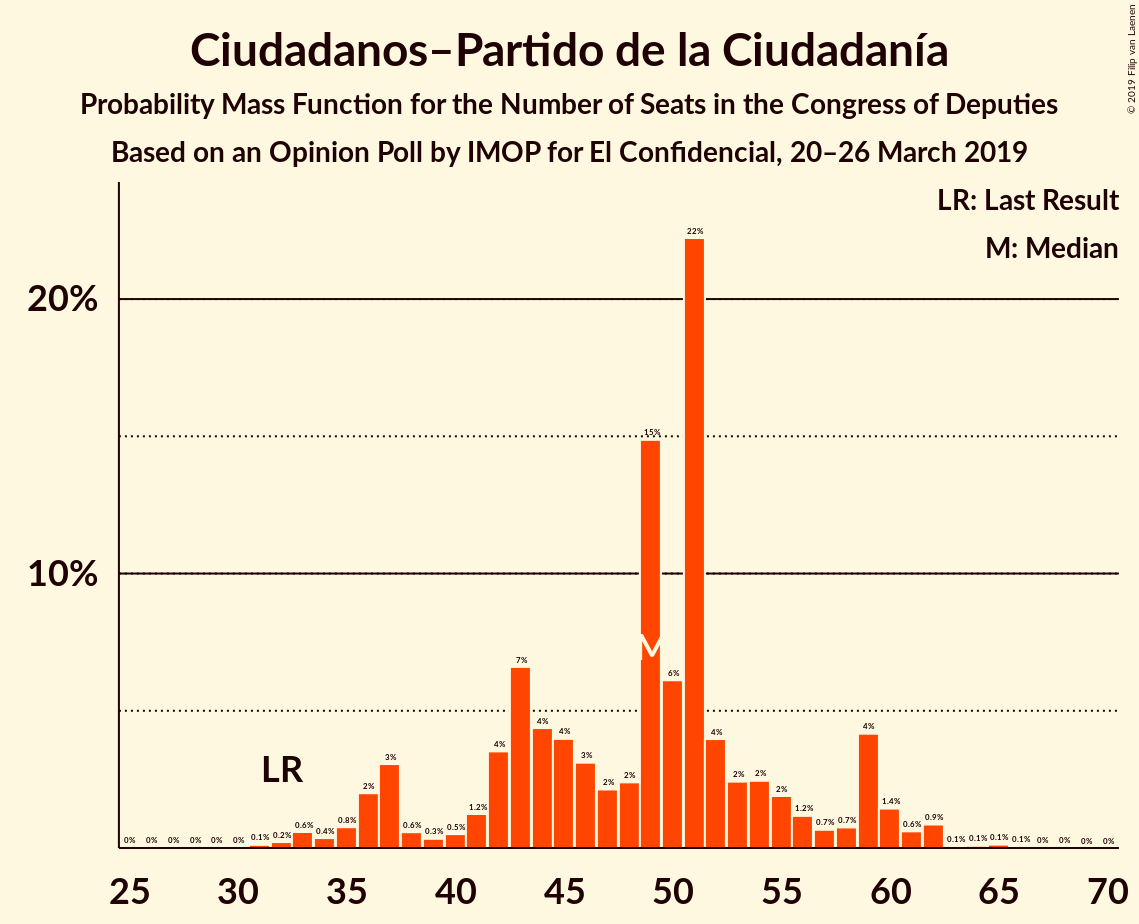 Ciudadanos–Partido de la Ciudadanía
Probability Mass Function for the Number of Seats in the Congress of Deputies
Based on an Opinion Poll by IMOP for El Confidencial, 20–26 March 2019
© 2019 Filip van Laenen
LR: Last Result
M: Median
20%
10%
LR
M
0% 0% 0% 0% 0% 0% 0.1% 0.2% 0.6% 0.4% 0.8% 2% 3% 0.6% 0.3% 0.5% 1.2% 4% 7% 4% 4% 3% 2% 2% 15% 6% 22% 4% 2% 2% 2% 1.2% 0.7% 0.7% 4% 1.4% 0.6% 0.9% 0.1% 0.1% 0.1% 0.1% 0% 0% 0% 0%
25 30 35 40 45 50 55 60 65 70